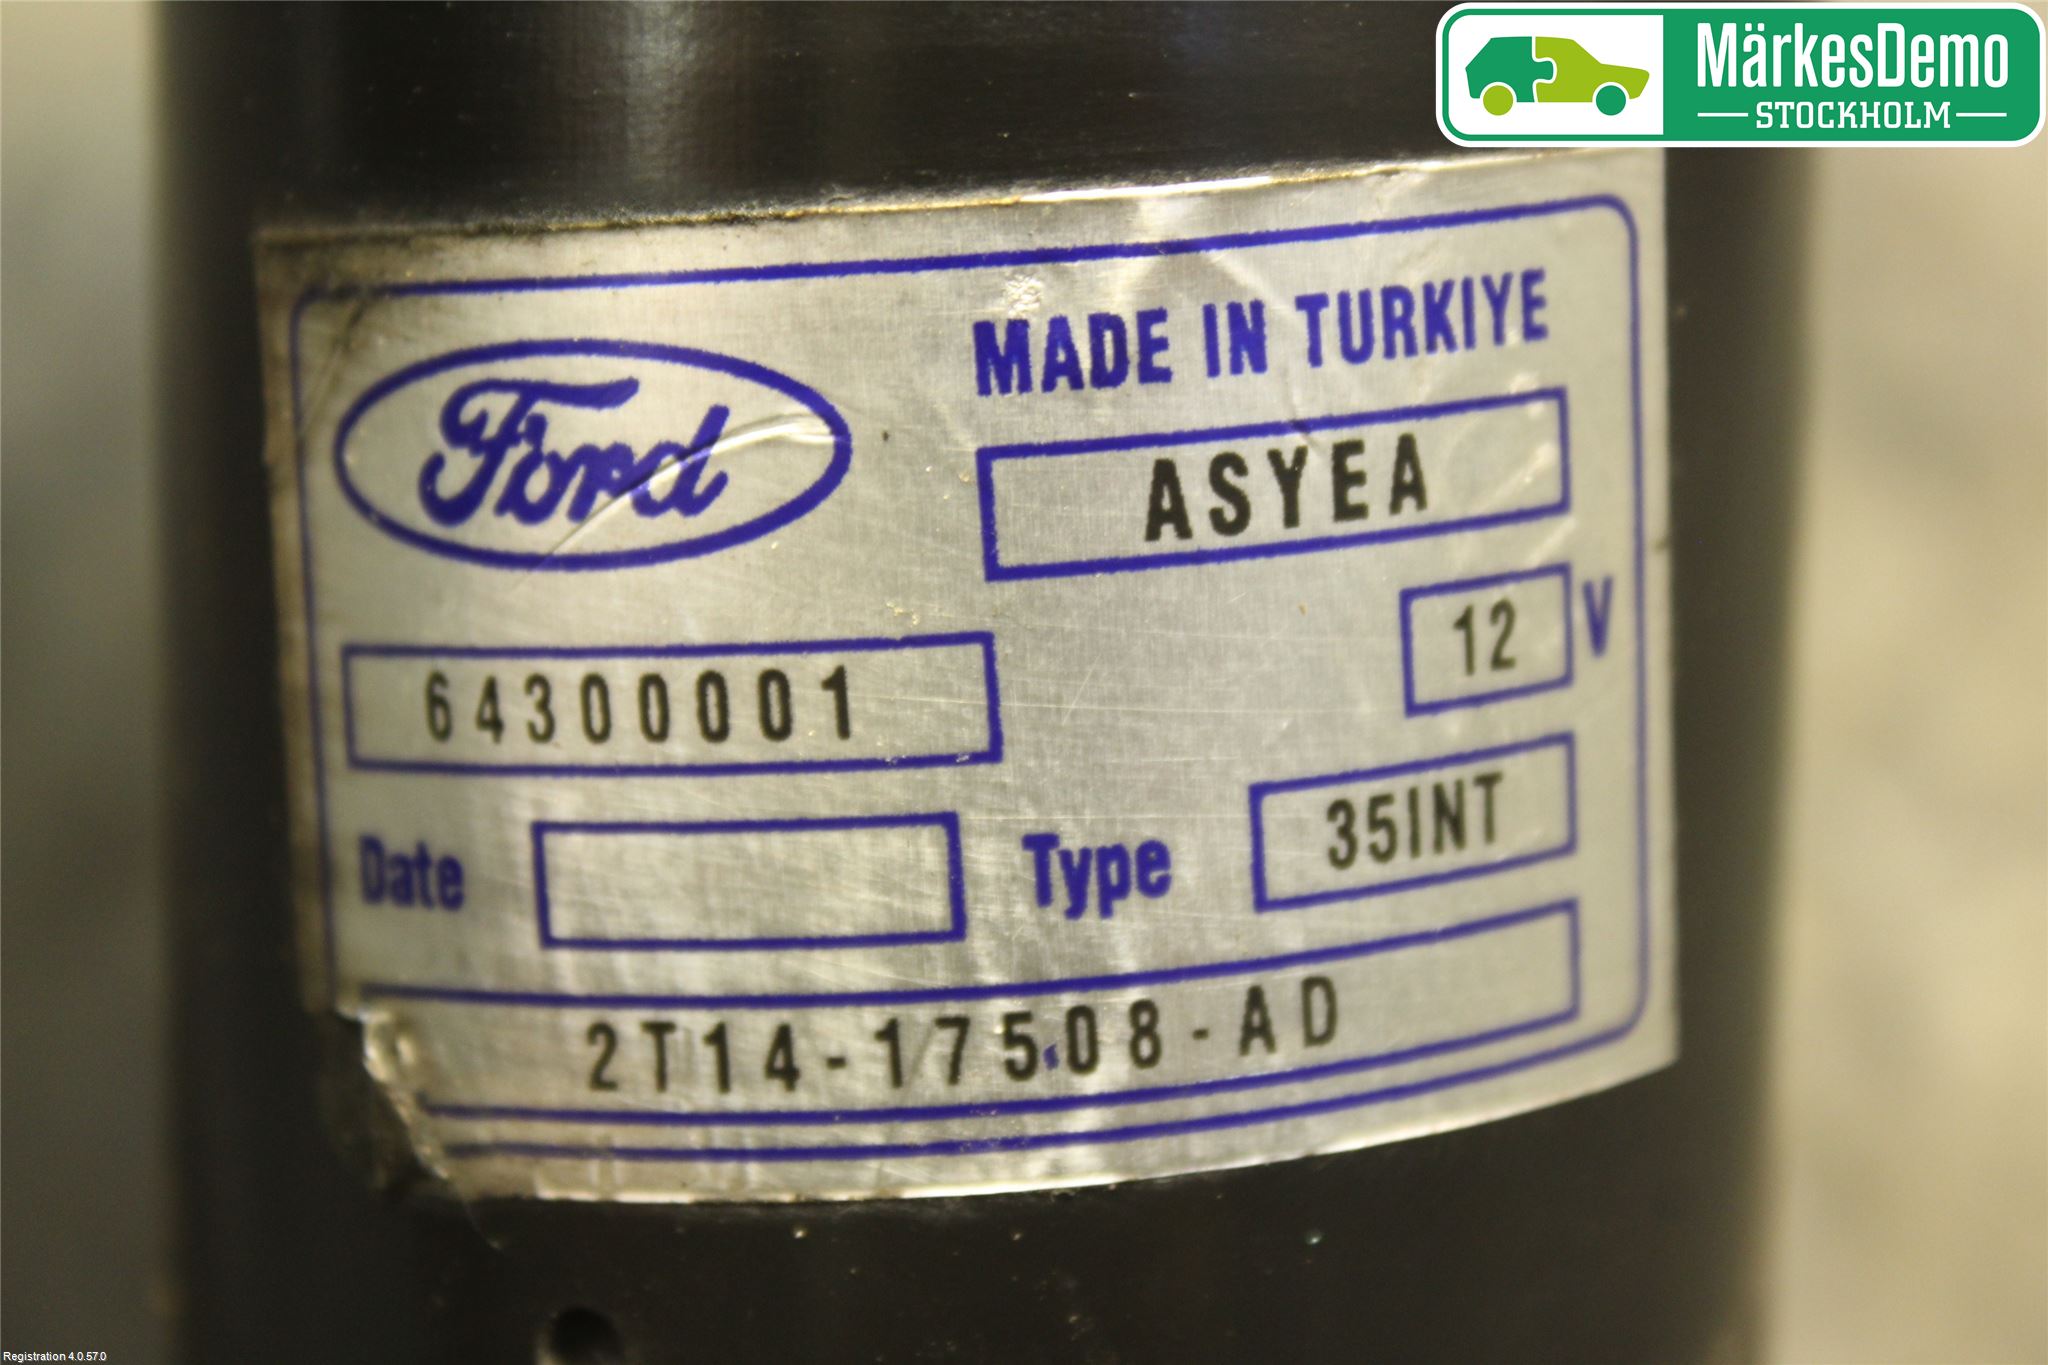 MärkesDemo
STOCKHOLM
MADE IN TURKIYE
Ford
ASYEA
12 V
64300001
Date
Type 35INT
2T14-17508-AD
Registration 4.0.57.0